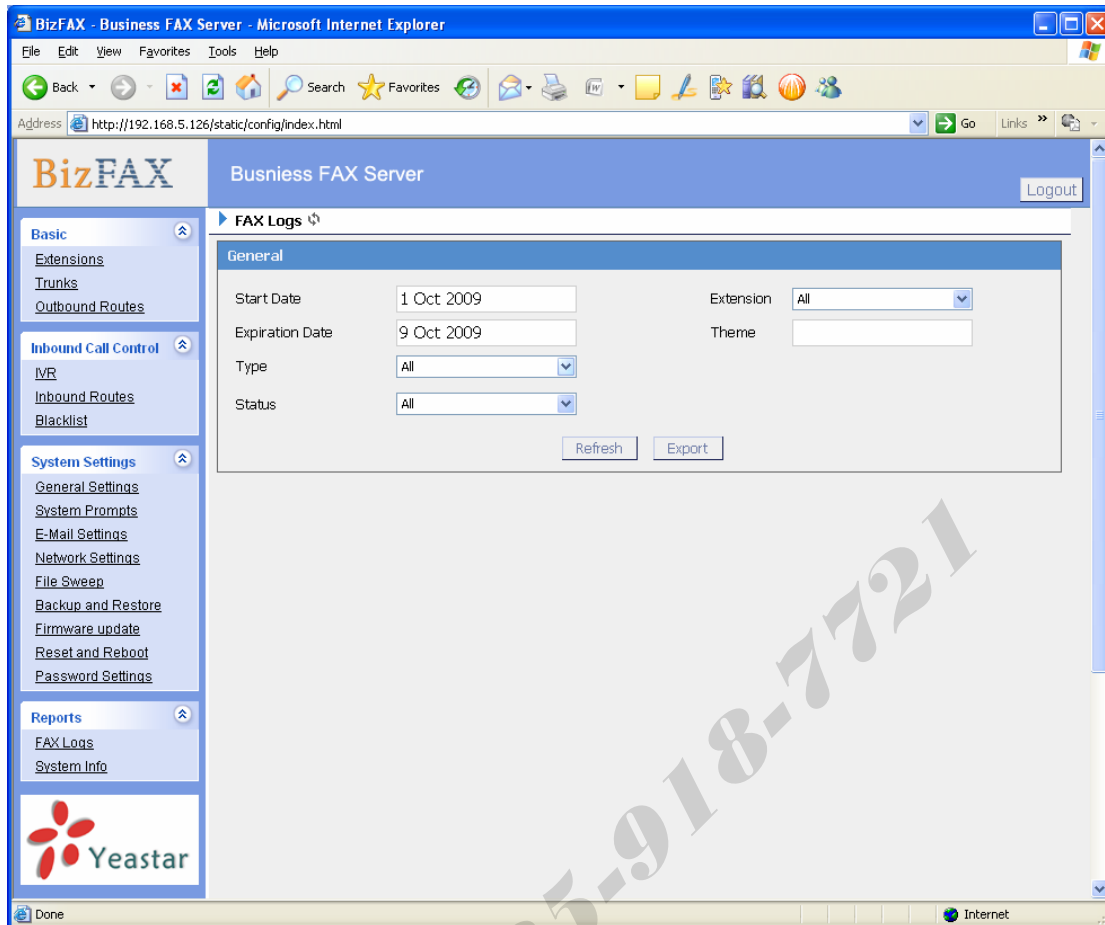 BizFAX - Business FAX Server - Microsoft Internet Explorer
File Edit View Favorites Tools Help
Back Search Favorites
Address http://192.168.5.126/static/config/index.html Go Links »
BizFAX
Busniess FAX Server
Logout
Basic
Extensions
Trunks
Outbound Routes
Inbound Call Control
IVR
Inbound Routes
Blacklist
System Settings
General Settings
System Prompts
E-Mail Settings
Network Settings
File Sweep
Backup and Restore
Firmware update
Reset and Reboot
Password Settings
Reports
FAX Logs
System Info
Yeastar
FAX Logs
General
Start Date 1 Oct 2009 Extension All
Expiration Date 9 Oct 2009 Theme
Type All
Status All
Refresh Export
5-918-7721
Done Internet